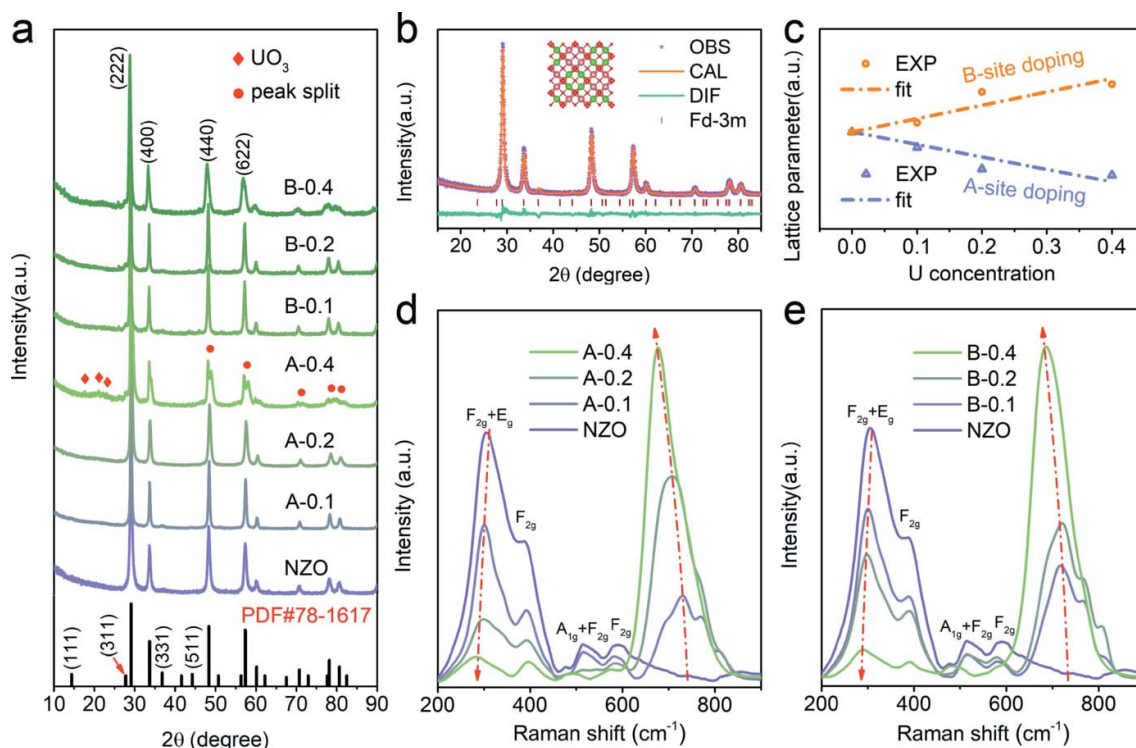 a
UO3
peak split
(222)
(400)
(440)
(622)
B-0.4
B-0.2
B-0.1
A-0.4
A-0.2
A-0.1
NZO
PDF#78-1617
(111)
(311)
(331)
(511)
Intensity(a.u.)
10 20 30 40 50 60 70 80 90
2θ (degree)
b
OBS
CAL
DIF
Fd-3m
Intensity(a.u.)
20 30 40 50 60 70 80
2θ (degree)
c
EXP
fit
B-site doping
EXP
fit
A-site doping
Lattice parameter(a.u.)
0.0 0.1 0.2 0.3 0.4
U concentration
d
A-0.4
A-0.2
A-0.1
NZO
F2g+Eg
F2g
A1g+F2g
F2g
Intensity (a.u.)
200 400 600 800
Raman shift (cm-1)
e
B-0.4
B-0.2
B-0.1
NZO
F2g+Eg
F2g
A1g+F2g
F2g
Intensity(a.u.)
200 400 600 800
Raman shift (cm-1)